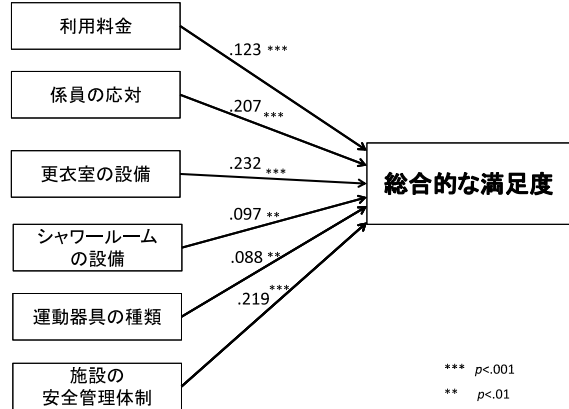 利用料金
.123 ***
係員の応対
.207 ***
更衣室の設備
.232 ***
総合的な満足度
シャワールーム
の設備
.097 **
.088 **
運動器具の種類
.219 ***
施設の
安全管理体制
*** p<.001
** p<.01